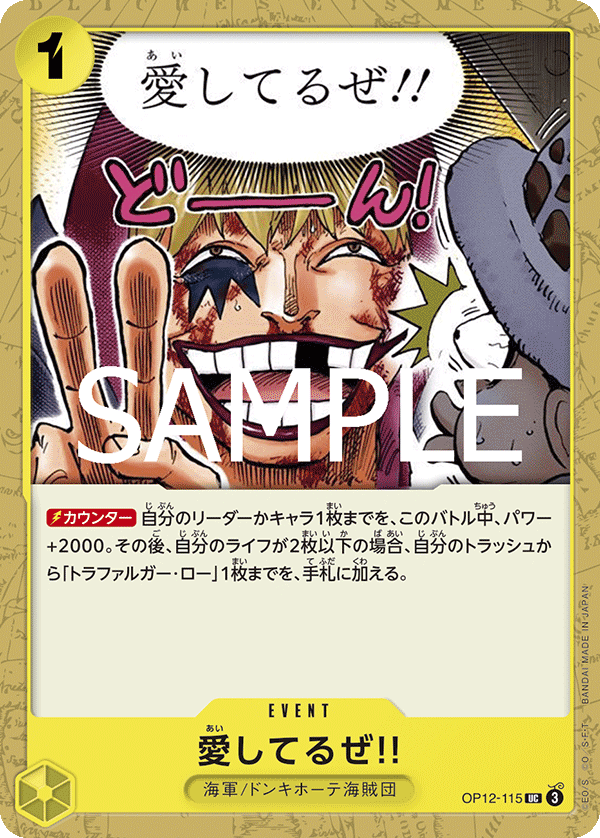 DLICHES EISMEER
1
愛してるぜ!!
どーん!
SAMPLE
カウンター 自分のリーダーかキャラ1枚までを、このバトル中、パワー
+2000。その後、自分のライフが2枚以下の場合、自分のトラッシュか
ら「トラファルガー・ロー」1枚までを、手札に加える。
EVENT
愛してるぜ!!
海軍/ドンキホーテ海賊団
OP12-115 UC 3
©E.O. S.-F.T. BANDAI MADE IN JAPAN